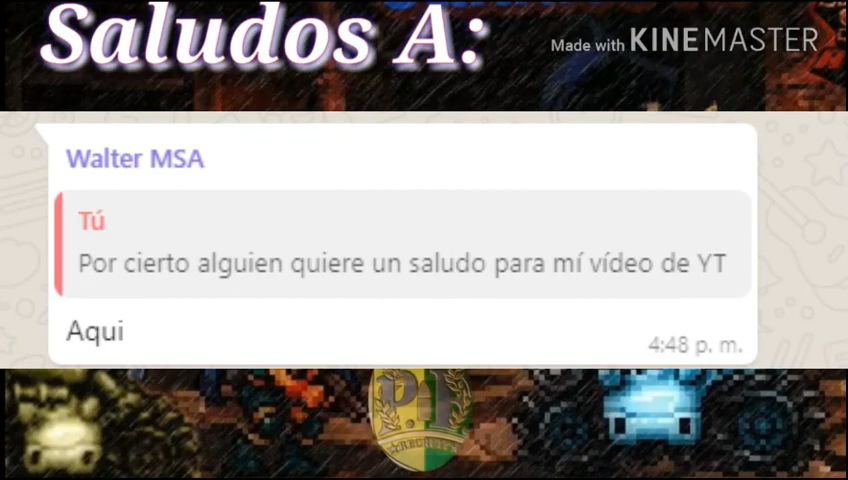 Saludos A:
Made with KINEMASTER
Walter MSA
Tú
Por cierto alguien quiere un saludo para mí vídeo de YT
Aqui
4:48 p. m.
P.F
RECRUIT